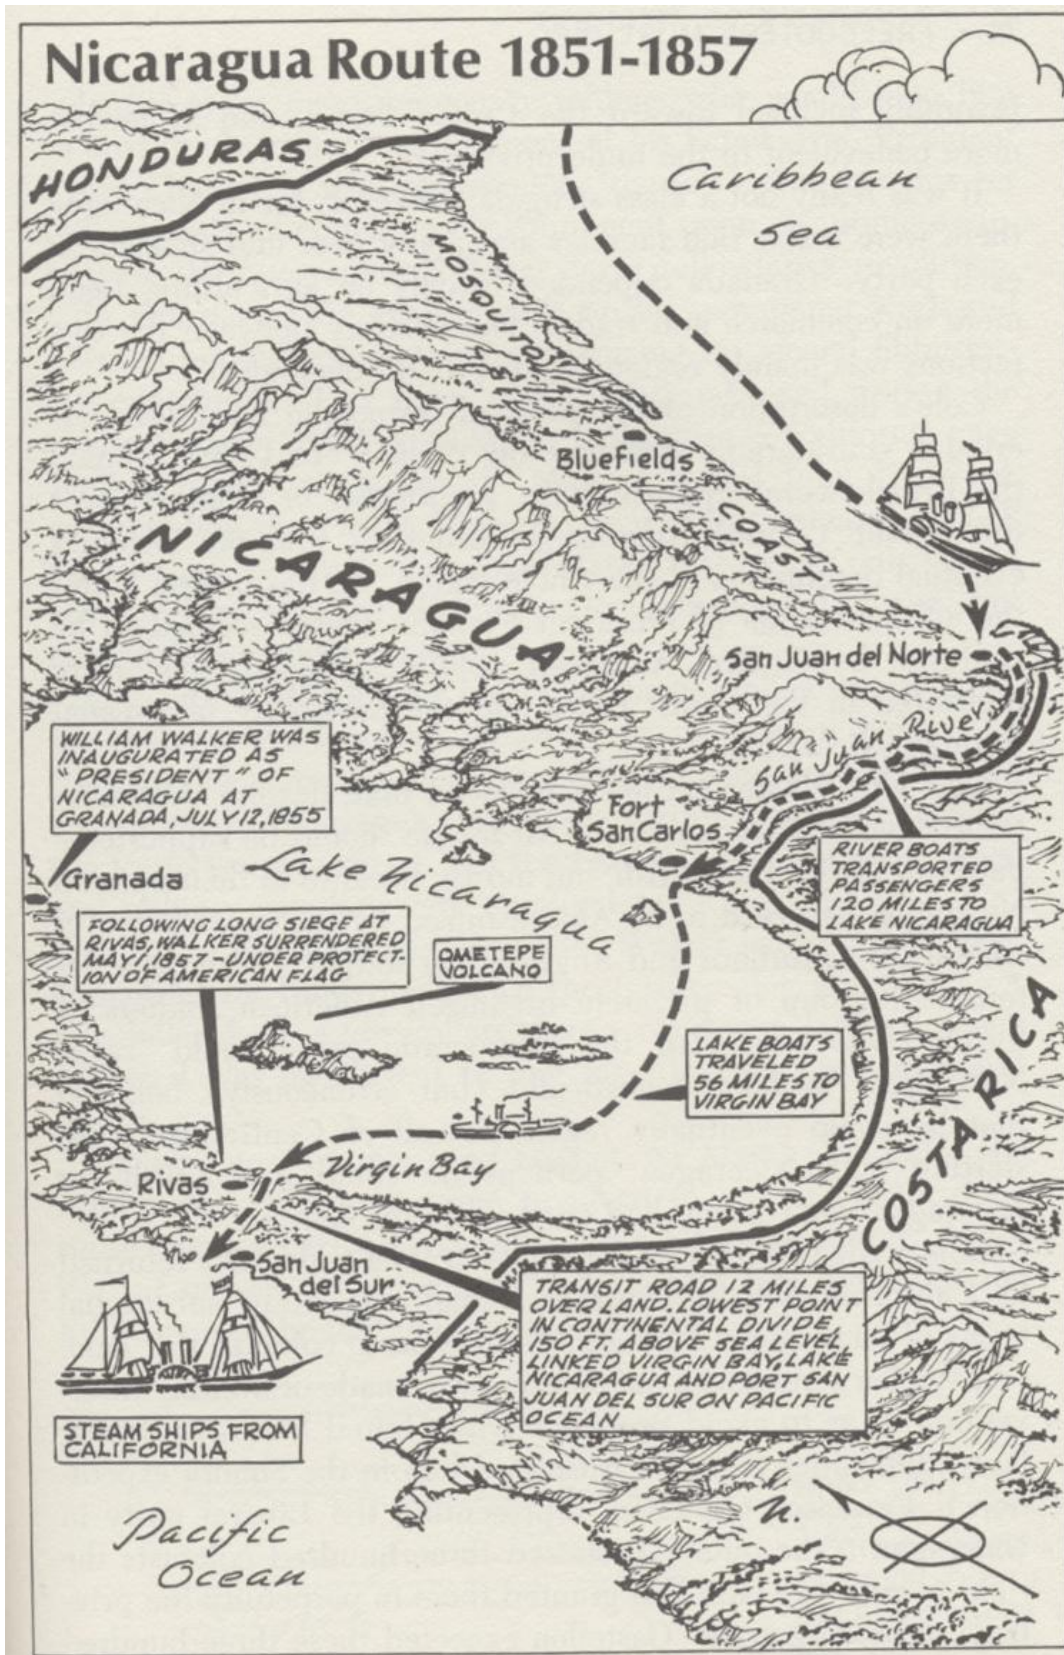 Nicaragua Route 1851-1857
HONDURAS
Caribbean
Sea
MOSQUITO
Bluefields
COAST
NICARAGUA
San Juan del Norte
San Juan River
WILLIAM WALKER WAS
INAUGURATED AS
"PRESIDENT" OF
NICARAGUA AT
GRANADA, JULY 12, 1855
Fort
San Carlos
RIVER BOATS
TRANSPORTED
PASSENGERS
120 MILES TO
LAKE NICARAGUA
Lake Nicaragua
Granada
FOLLOWING LONG SIEGE AT
RIVAS, WALKER SURRENDERED
MAY 1, 1857 - UNDER PROTECT-
ION OF AMERICAN FLAG
OMETEPE
VOLCANO
LAKE BOATS
TRAVELED
56 MILES TO
VIRGIN BAY
COSTA RICA
Virgin Bay
Rivas
San Juan
del Sur
TRANSIT ROAD 12 MILES
OVER LAND. LOWEST POINT
IN CONTINENTAL DIVIDE,
150 FT. ABOVE SEA LEVEL,
LINKED VIRGIN BAY, LAKE
NICARAGUA AND PORT SAN
JUAN DEL SUR ON PACIFIC
OCEAN
STEAM SHIPS FROM
CALIFORNIA
Pacific
Ocean
N.